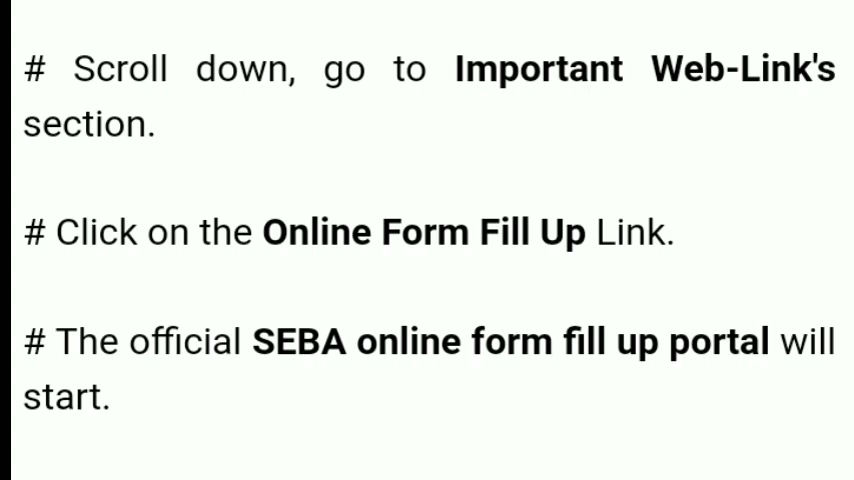 # Scroll down, go to Important Web-Link's
section.
# Click on the Online Form Fill Up Link.
# The official SEBA online form fill up portal will
start.